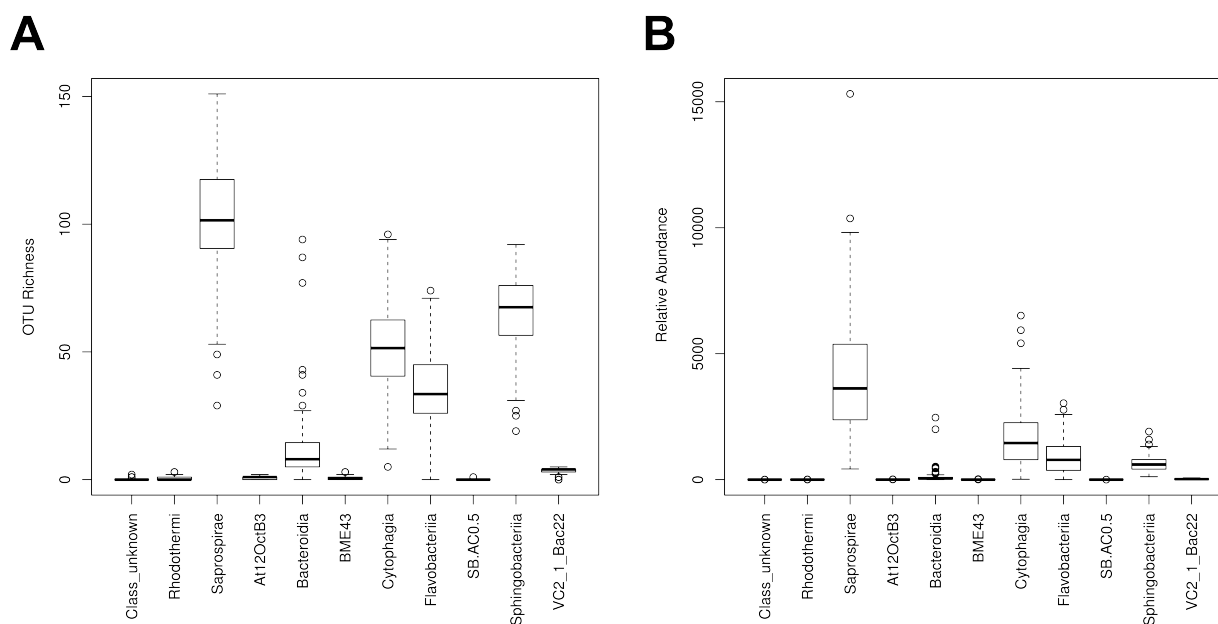 A
B
OTU Richness
0
50
100
150
Class_unknown
Rhodothermi
Saprospirae
At12OctB3
Bacteroidia
BME43
Cytophagia
Flavobacteriia
SB.AC0.5
Sphingobacteriia
VC2_1_Bac22
Relative Abundance
0
5000
10000
15000
Class_unknown
Rhodothermi
Saprospirae
At12OctB3
Bacteroidia
BME43
Cytophagia
Flavobacteriia
SB.AC0.5
Sphingobacteriia
VC2_1_Bac22